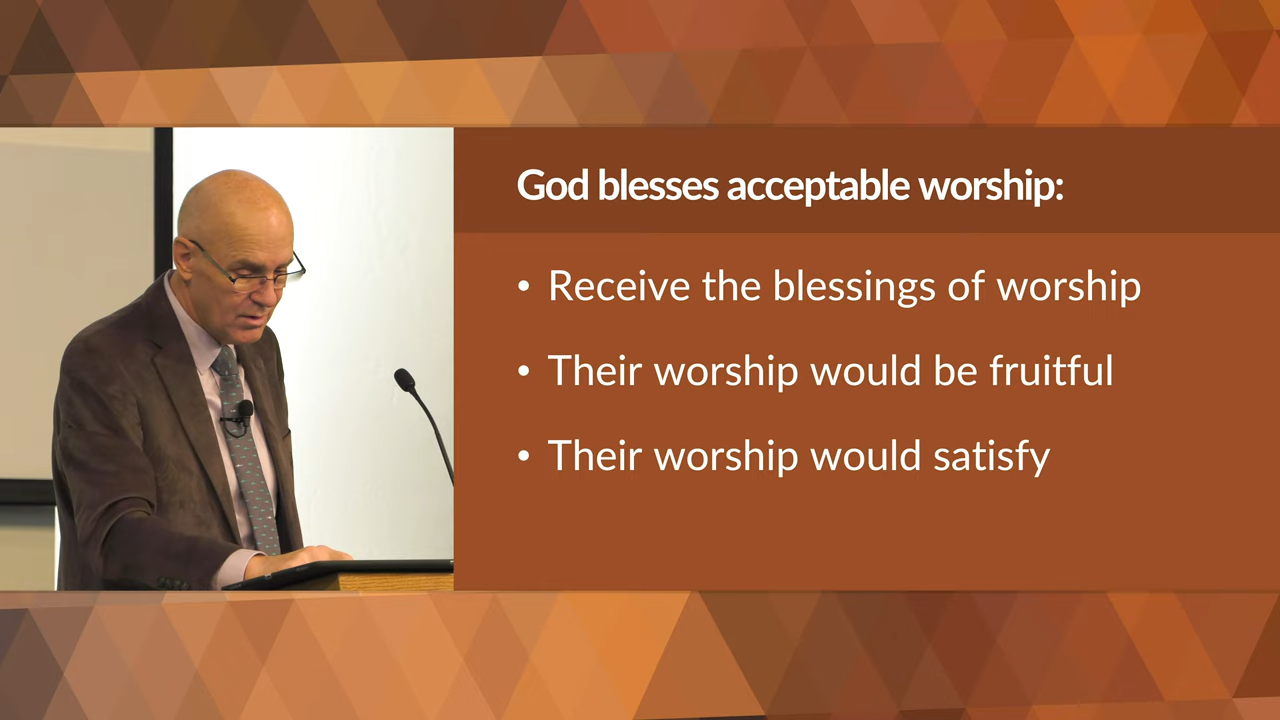 God blesses acceptable worship:
• Receive the blessings of worship
• Their worship would be fruitful
• Their worship would satisfy